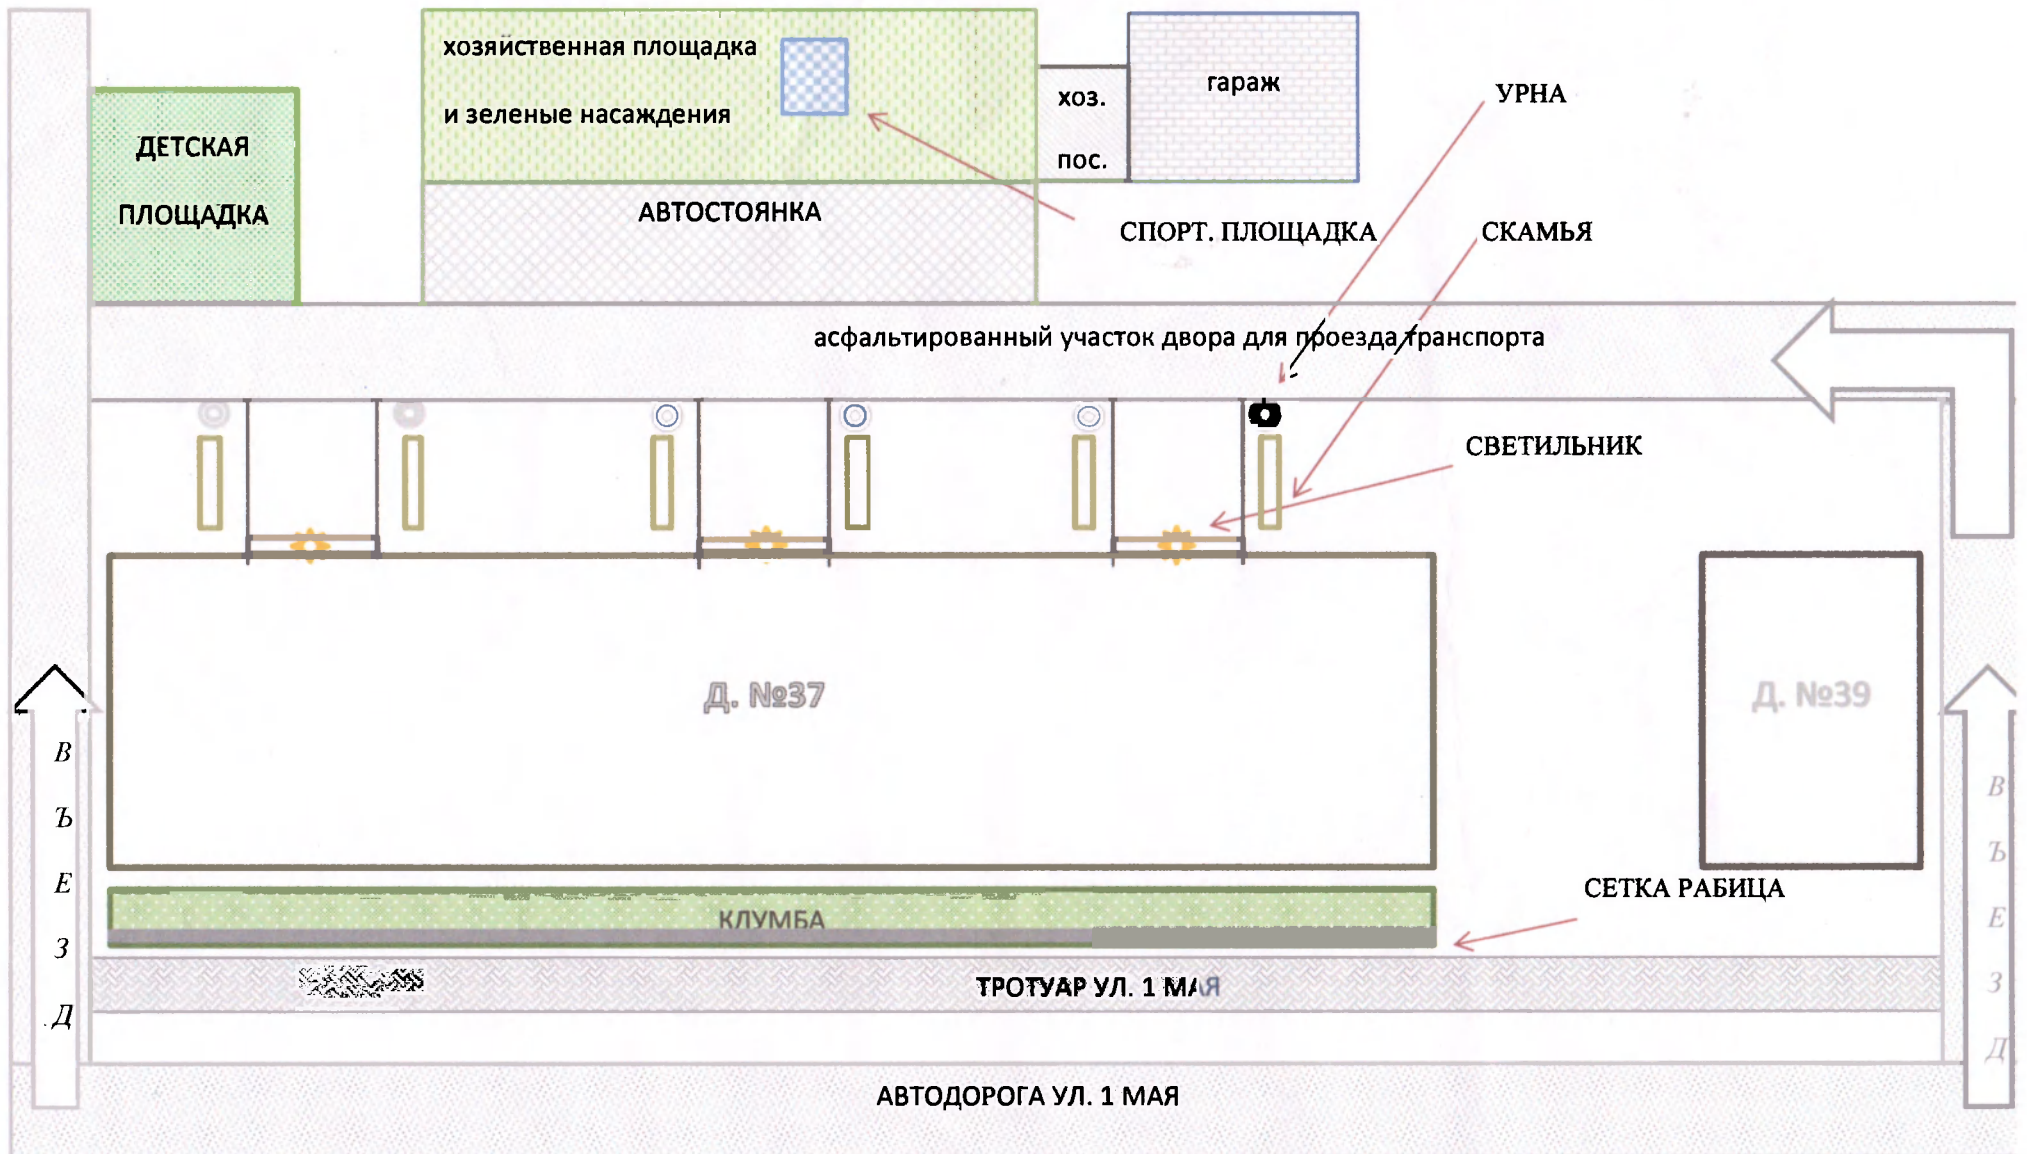 хозяйственная площадка
и зеленые насаждения
гараж
хоз.
пос.
УРНА
ДЕТСКАЯ
ПЛОЩАДКА
АВТОСТОЯНКА
СПОРТ. ПЛОЩАДКА
СКАМЬЯ
асфальтированный участок двора для проезда транспорта
СВЕТИЛЬНИК
Д. №37
Д. №39
В
Ъ
Е
З
Д
В
Ъ
Е
З
Д
СЕТКА РАБИЦА
КЛУМБА
ТРОТУАР УЛ. 1 МАЯ
АВТОДОРОГА УЛ. 1 МАЯ